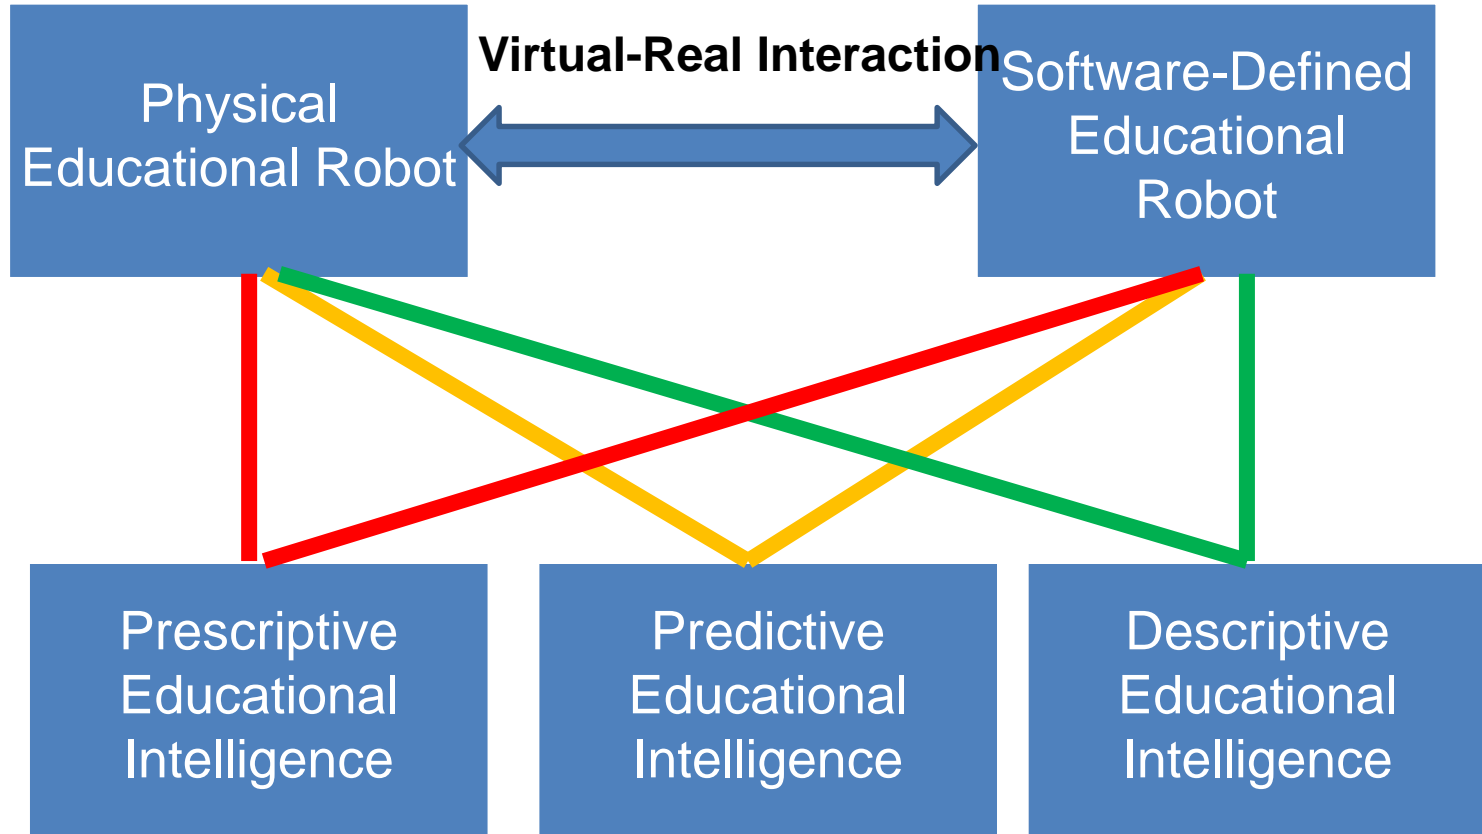 Physical
Educational Robot
Virtual-Real Interaction
Software-Defined
Educational
Robot
Prescriptive
Educational
Intelligence
Predictive
Educational
Intelligence
Descriptive
Educational
Intelligence